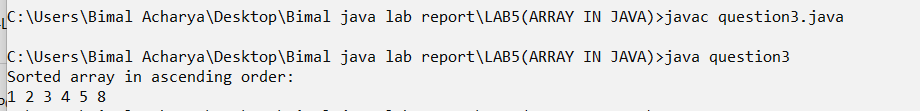 C:\Users\Bimal Acharya\Desktop\Bimal java lab report\LAB5(ARRAY IN JAVA)>javac question3.java
C:\Users\Bimal Acharya\Desktop\Bimal java lab report\LAB5(ARRAY IN JAVA)>java question3
Sorted array in ascending order:
1 2 3 4 5 8